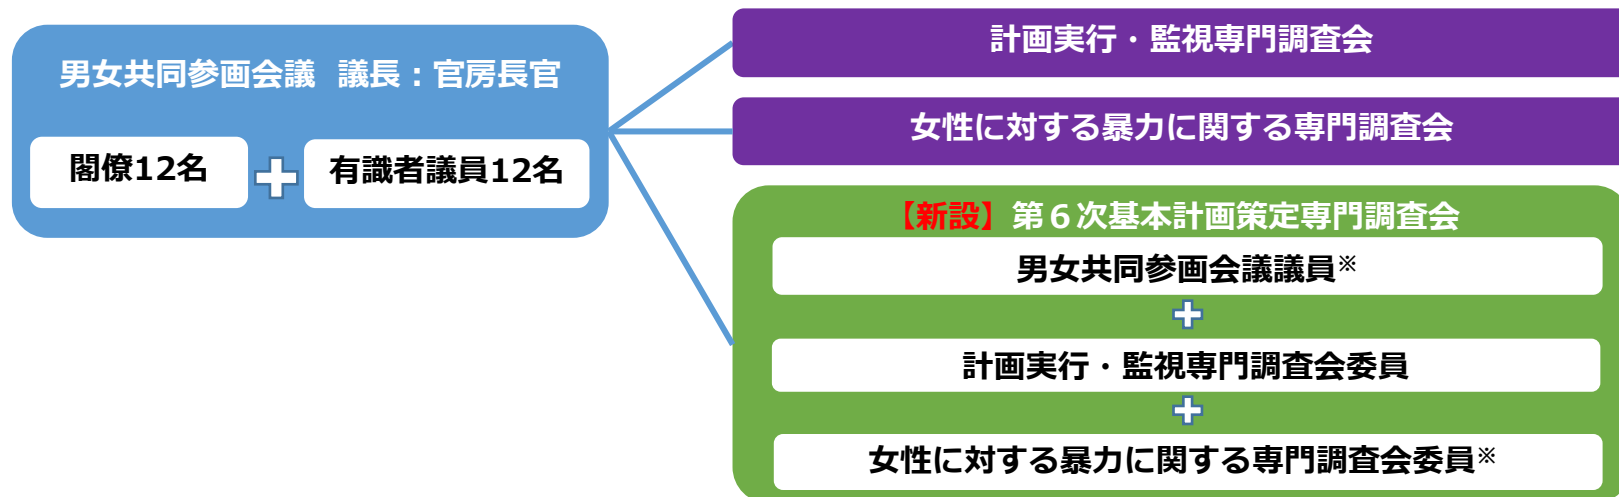 男女共同参画会議 議長：官房長官
閣僚12名
有識者議員12名
計画実行・監視専門調査会
女性に対する暴力に関する専門調査会
【新設】第６次基本計画策定専門調査会
男女共同参画会議議員※
計画実行・監視専門調査会委員
女性に対する暴力に関する専門調査会委員※